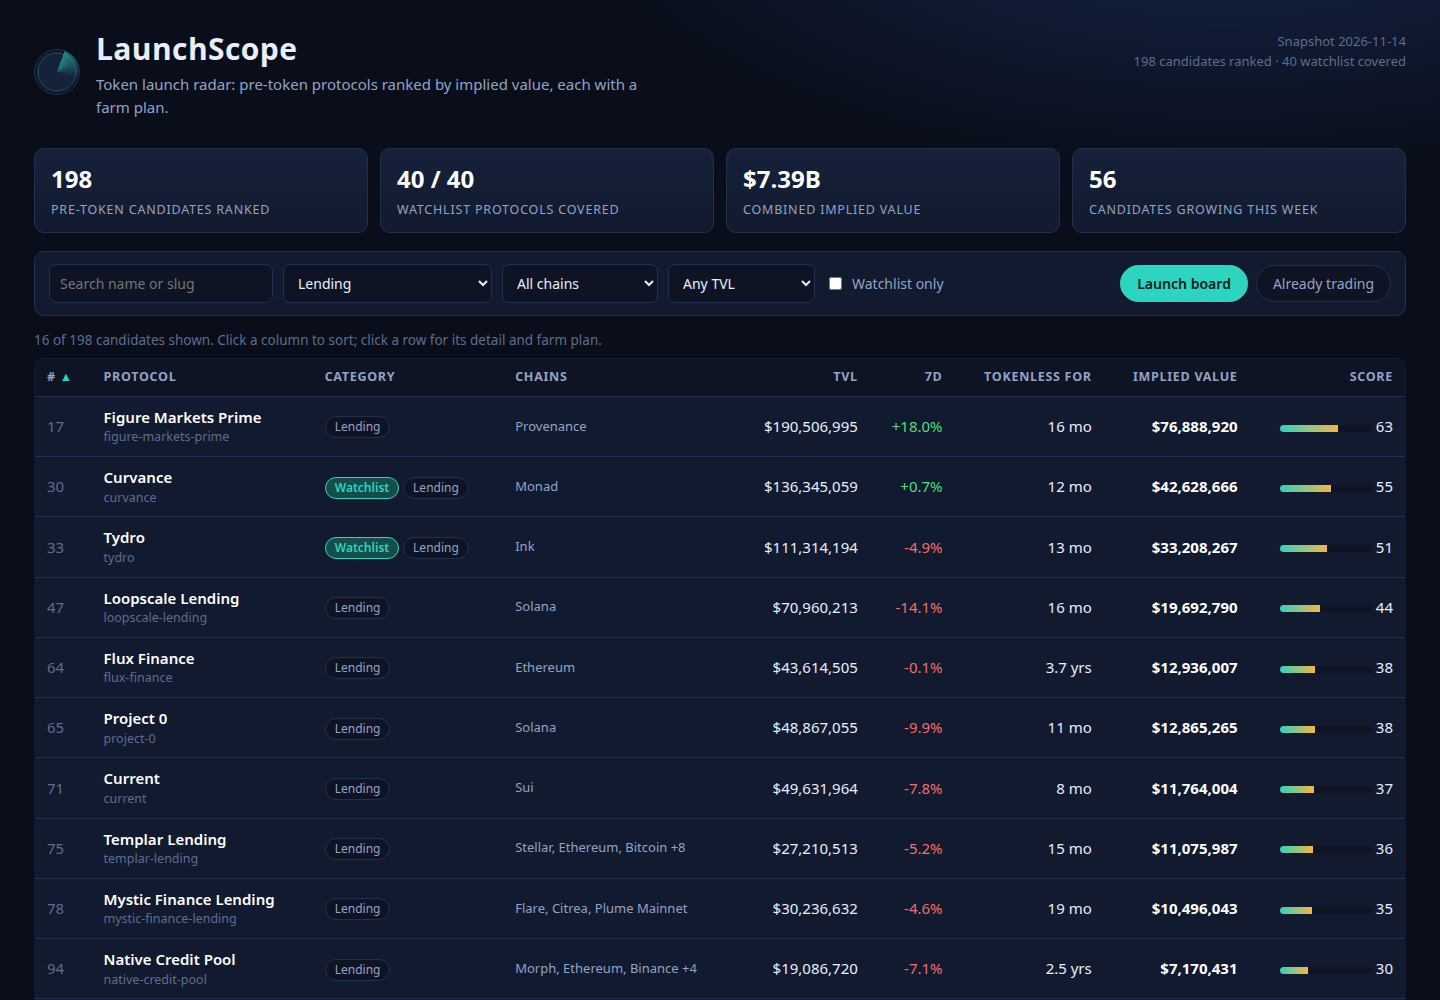 LaunchScope
Token launch radar: pre-token protocols ranked by implied value, each with a
farm plan.
Snapshot 2026-11-14
198 candidates ranked · 40 watchlist covered
198
PRE-TOKEN CANDIDATES RANKED
40 / 40
WATCHLIST PROTOCOLS COVERED
$7.39B
COMBINED IMPLIED VALUE
56
CANDIDATES GROWING THIS WEEK
Search name or slug
Lending
All chains
Any TVL
Watchlist only
Launch board
Already trading
16 of 198 candidates shown. Click a column to sort; click a row for its detail and farm plan.
# ▲ PROTOCOL CATEGORY CHAINS TVL 7D TOKENLESS FOR IMPLIED VALUE SCORE
17 Figure Markets Prime Lending Provenance $190,506,995 +18.0% 16 mo $76,888,920 63
figure-markets-prime
30 Curvance Watchlist Lending Monad $136,345,059 +0.7% 12 mo $42,628,666 55
curvance
33 Tydro Watchlist Lending Ink $111,314,194 -4.9% 13 mo $33,208,267 51
tydro
47 Loopscale Lending Lending Solana $70,960,213 -14.1% 16 mo $19,692,790 44
loopscale-lending
64 Flux Finance Lending Ethereum $43,614,505 -0.1% 3.7 yrs $12,936,007 38
flux-finance
65 Project 0 Lending Solana $48,867,055 -9.9% 11 mo $12,865,265 38
project-0
71 Current Lending Sui $49,631,964 -7.8% 8 mo $11,764,004 37
current
75 Templar Lending Lending Stellar, Ethereum, Bitcoin +8 $27,210,513 -5.2% 15 mo $11,075,987 36
templar-lending
78 Mystic Finance Lending Lending Flare, Citrea, Plume Mainnet $30,236,632 -4.6% 19 mo $10,496,043 35
mystic-finance-lending
94 Native Credit Pool Lending Morph, Ethereum, Binance +4 $19,086,720 -7.1% 2.5 yrs $7,170,431 30
native-credit-pool